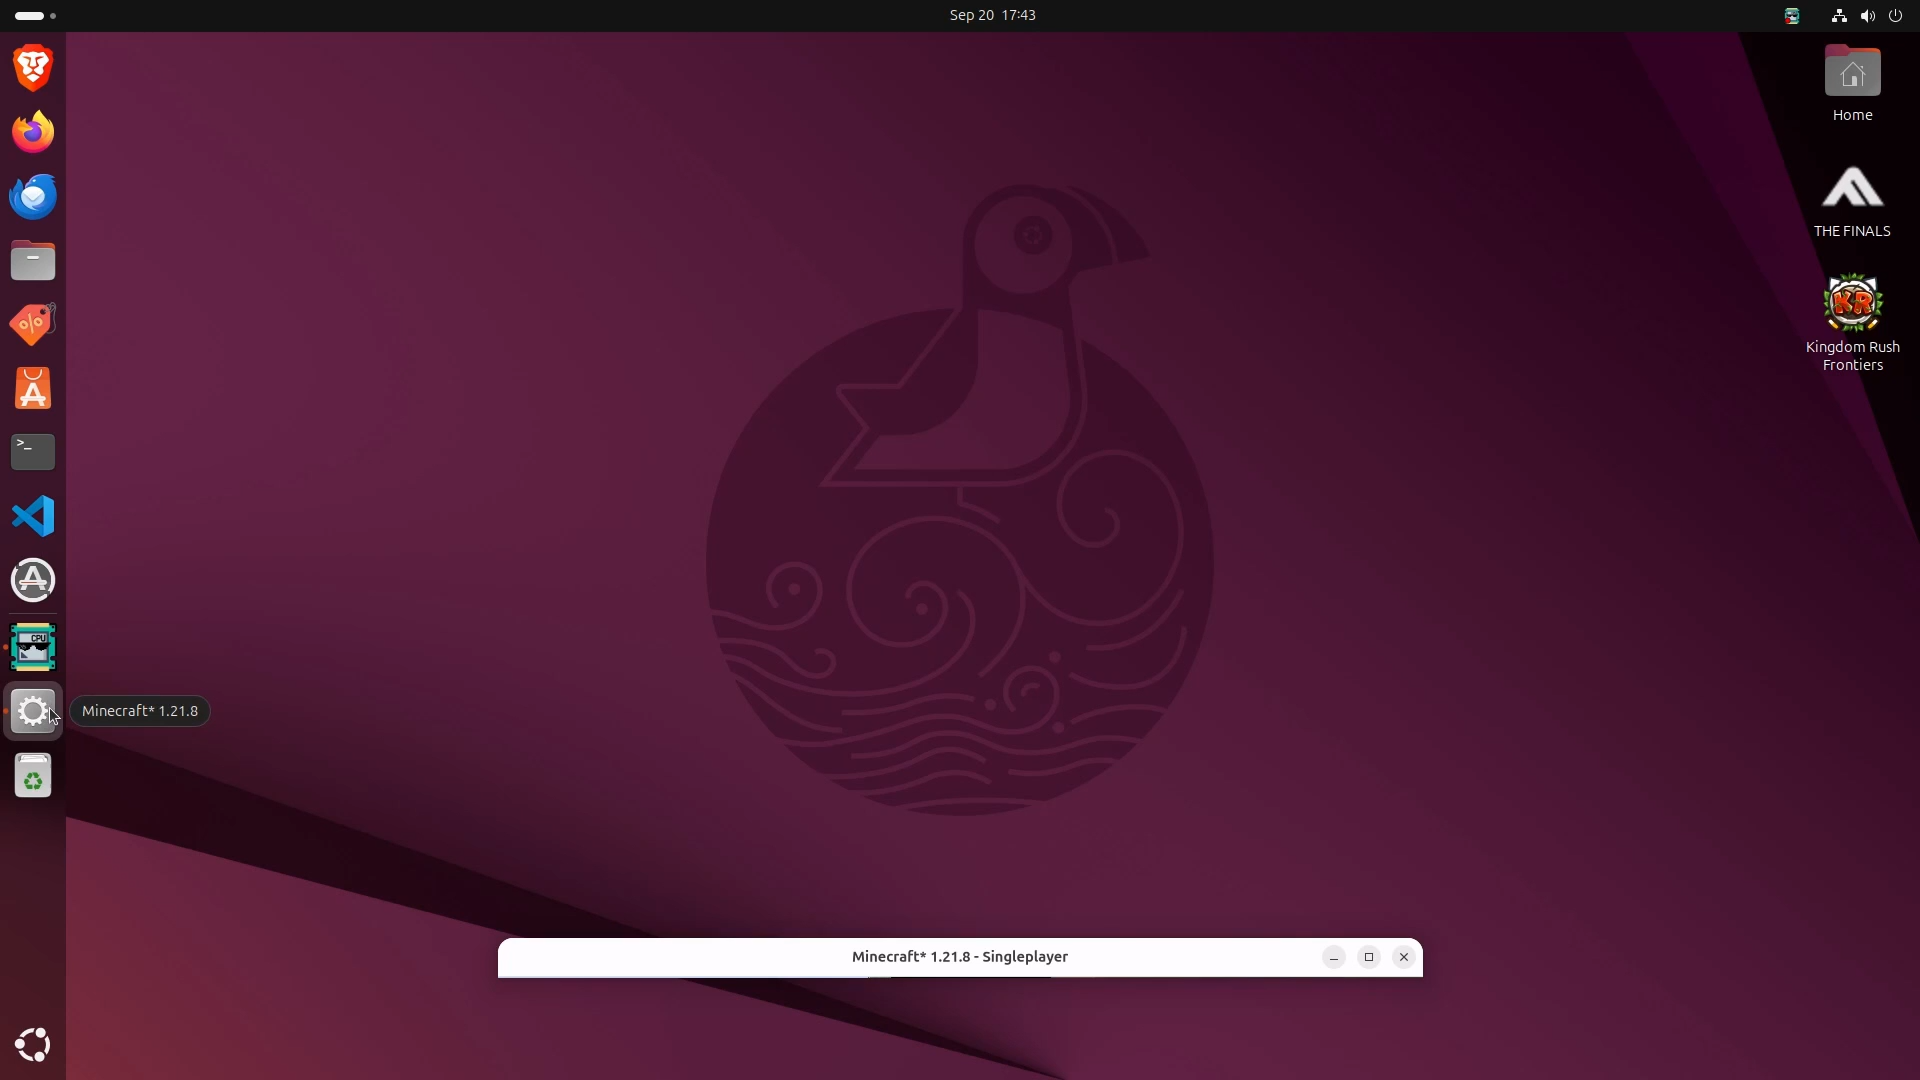 Sep 20 17:43
Home
THE FINALS
Kingdom Rush
Frontiers
>_
CPU
Minecraft* 1.21.8
Minecraft* 1.21.8 - Singleplayer